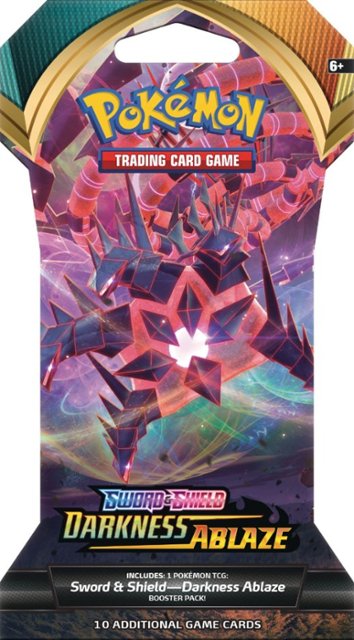 6+
POKÉMON
TRADING CARD GAME
SWORD & SHIELD
DARKNESS ABLAZE
INCLUDES: 1 POKÉMON TCG:
Sword & Shield—Darkness Ablaze
BOOSTER PACK!
10 ADDITIONAL GAME CARDS